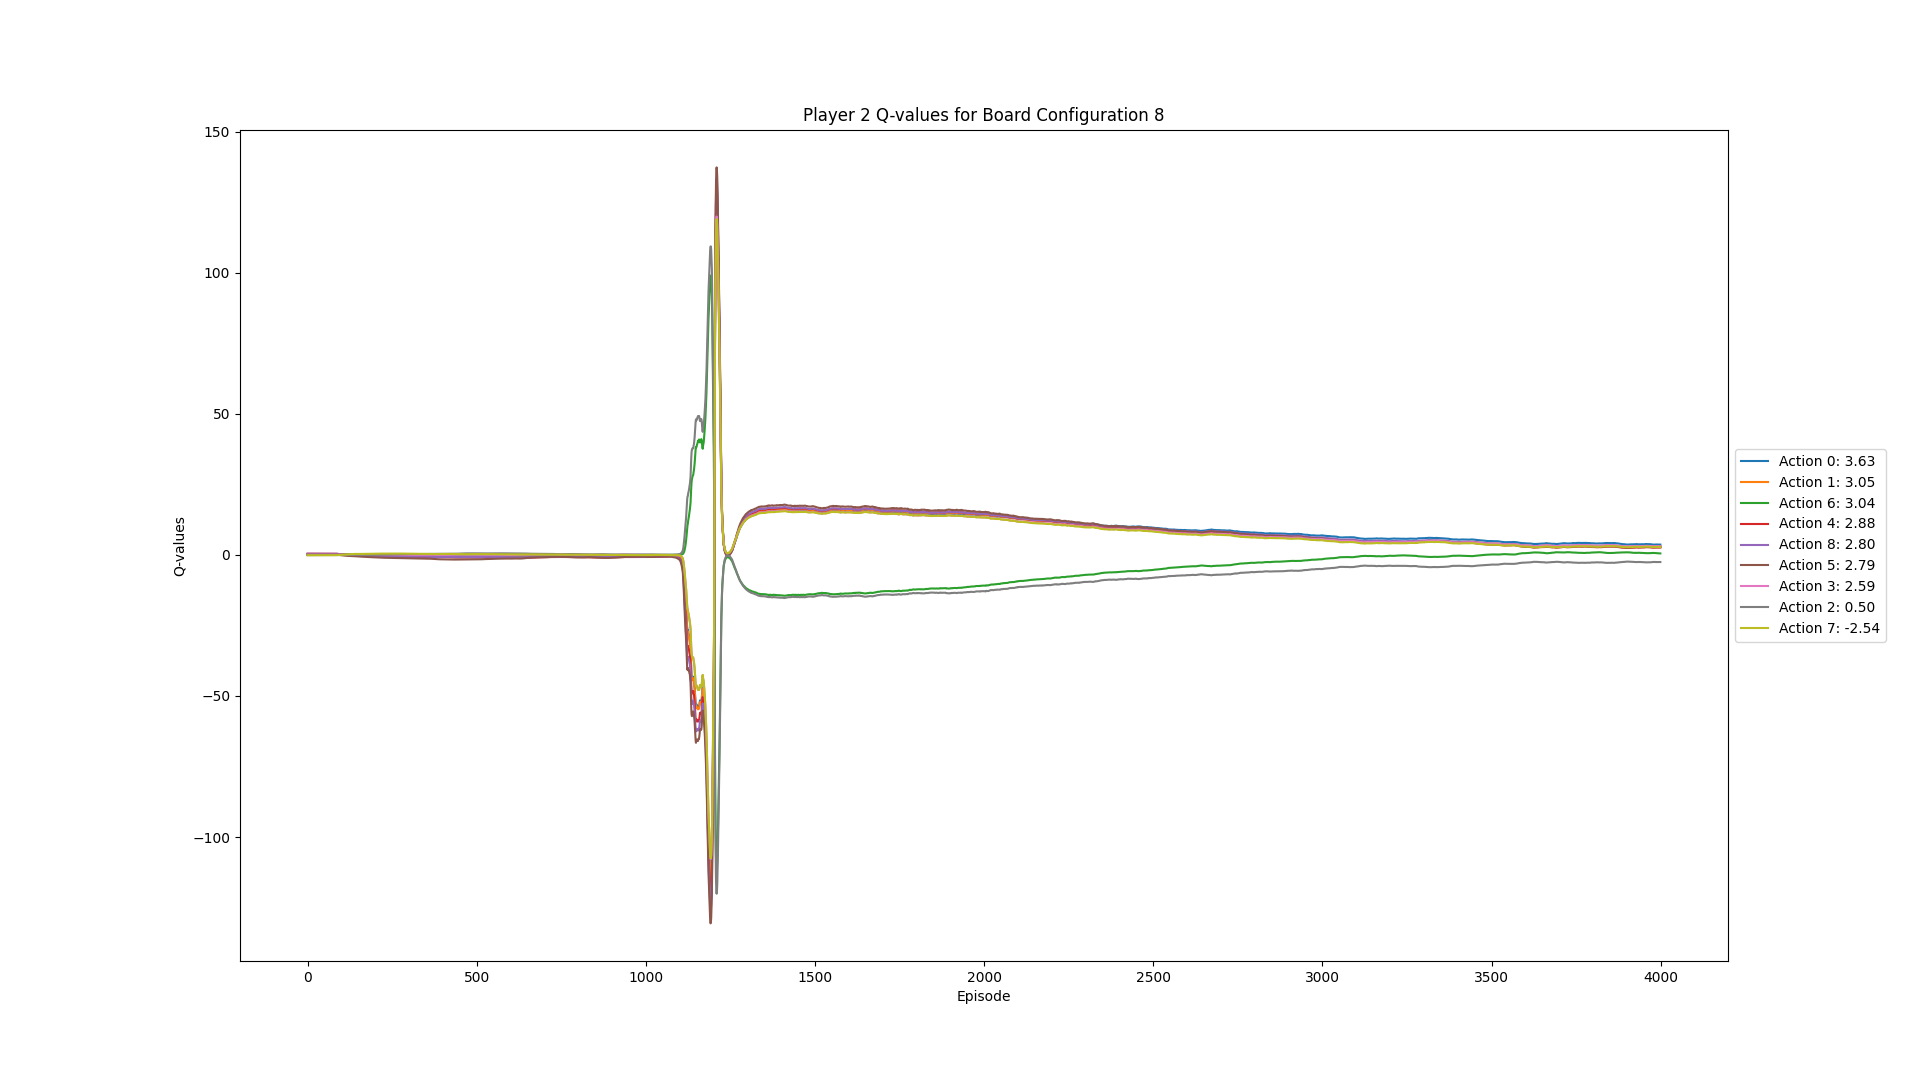 Player 2 Q-values for Board Configuration 8
150
100
50
0
−50
−100
Q-values
0 500 1000 1500 2000 2500 3000 3500 4000
Episode
Action 0: 3.63
Action 1: 3.05
Action 6: 3.04
Action 4: 2.88
Action 8: 2.80
Action 5: 2.79
Action 3: 2.59
Action 2: 0.50
Action 7: -2.54